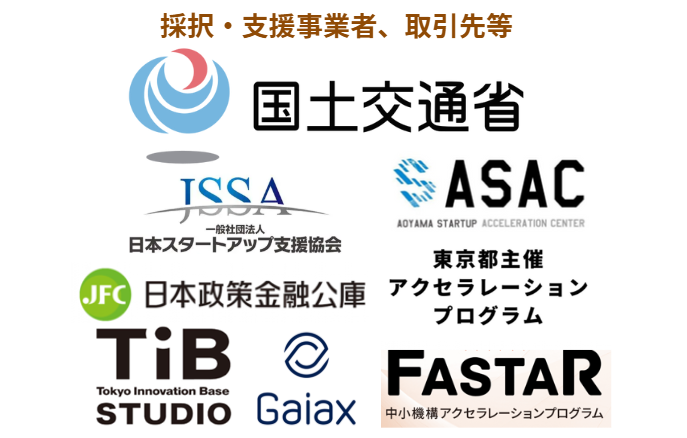 採択・支援事業者、取引先等
国土交通省
JSSA
一般社団法人
日本スタートアップ支援協会
ASAC
AOYAMA STARTUP ACCELERATION CENTER
東京都主催
アクセラレーション
プログラム
JFC 日本政策金融公庫
TiB
Tokyo Innovation Base
STUDIO
Gaiax
FASTAR
中小機構アクセラレーションプログラム